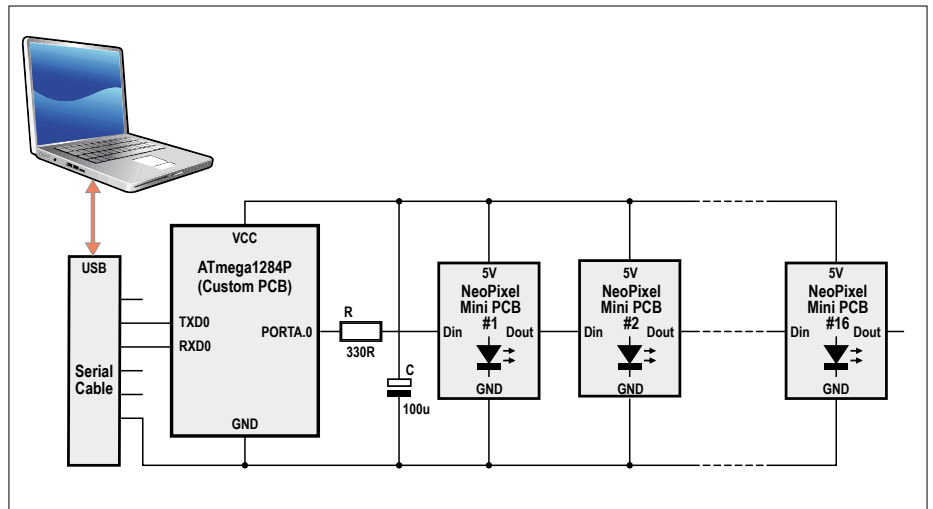 USB
Serial
Cable
VCC
ATmega1284P
(Custom PCB)
TXD0
RXD0
PORTA.0
GND
R
330R
C
100u
5V
NeoPixel
Mini PCB
#1
Din
Dout
GND
5V
NeoPixel
Mini PCB
#2
Din
Dout
GND
5V
NeoPixel
Mini PCB
#16
Din
Dout
GND